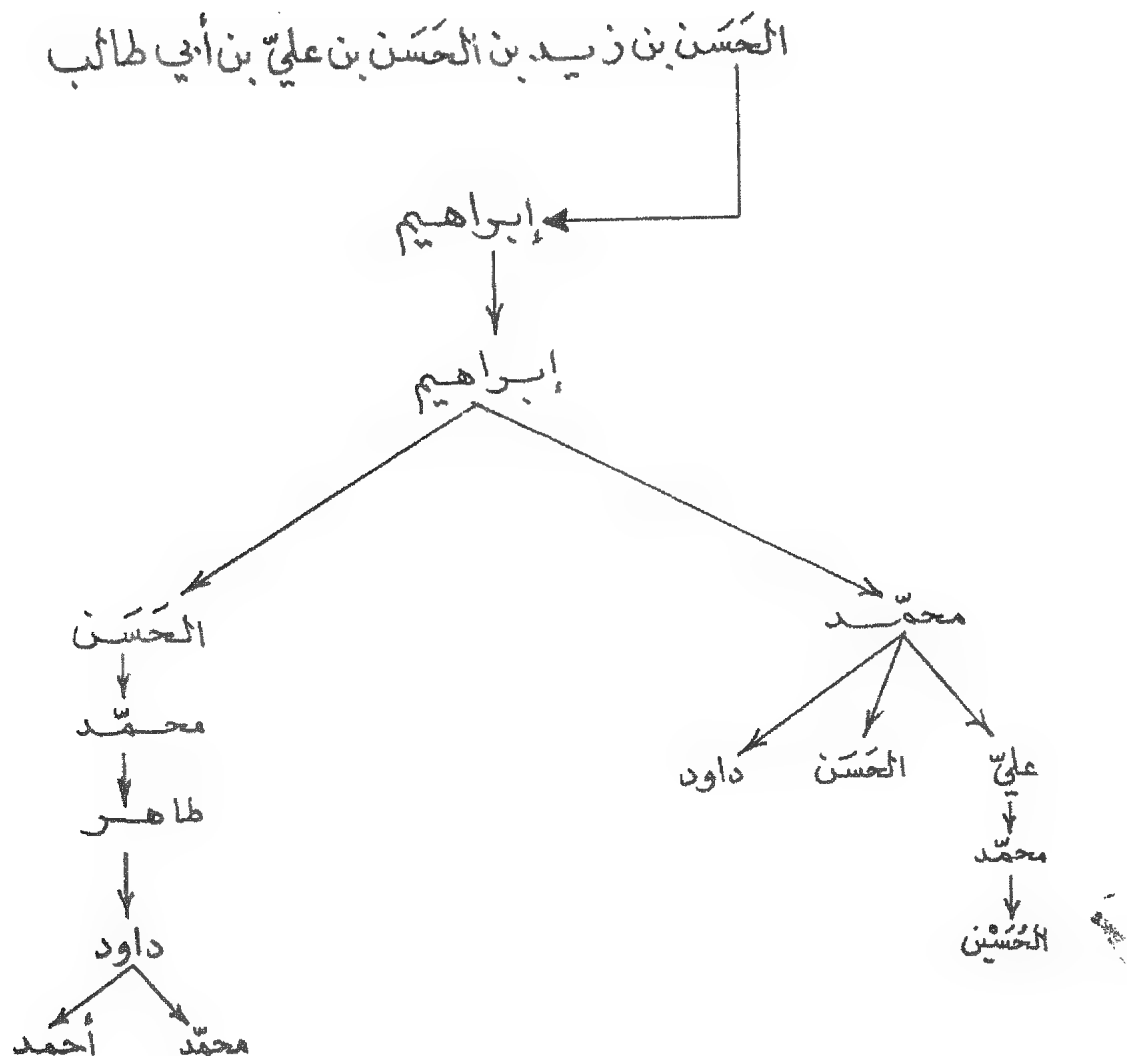 الحَسَن بن زيد بن الحَسَن بن عليّ بن أبي طالب
إبراهيم
إبراهيم
محمّد
الحَسَن
محمّد
عليّ
الحَسَن
داود
طاهر
محمّد
الحُسَيْن
داود
محمّد
أحمد